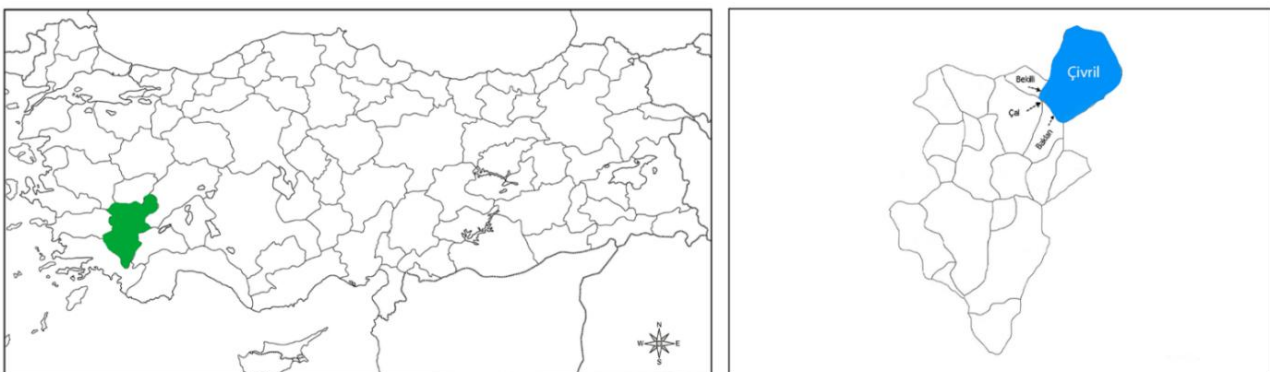 N
W E
S
Çivril
Bekilli
Çal
Baklan